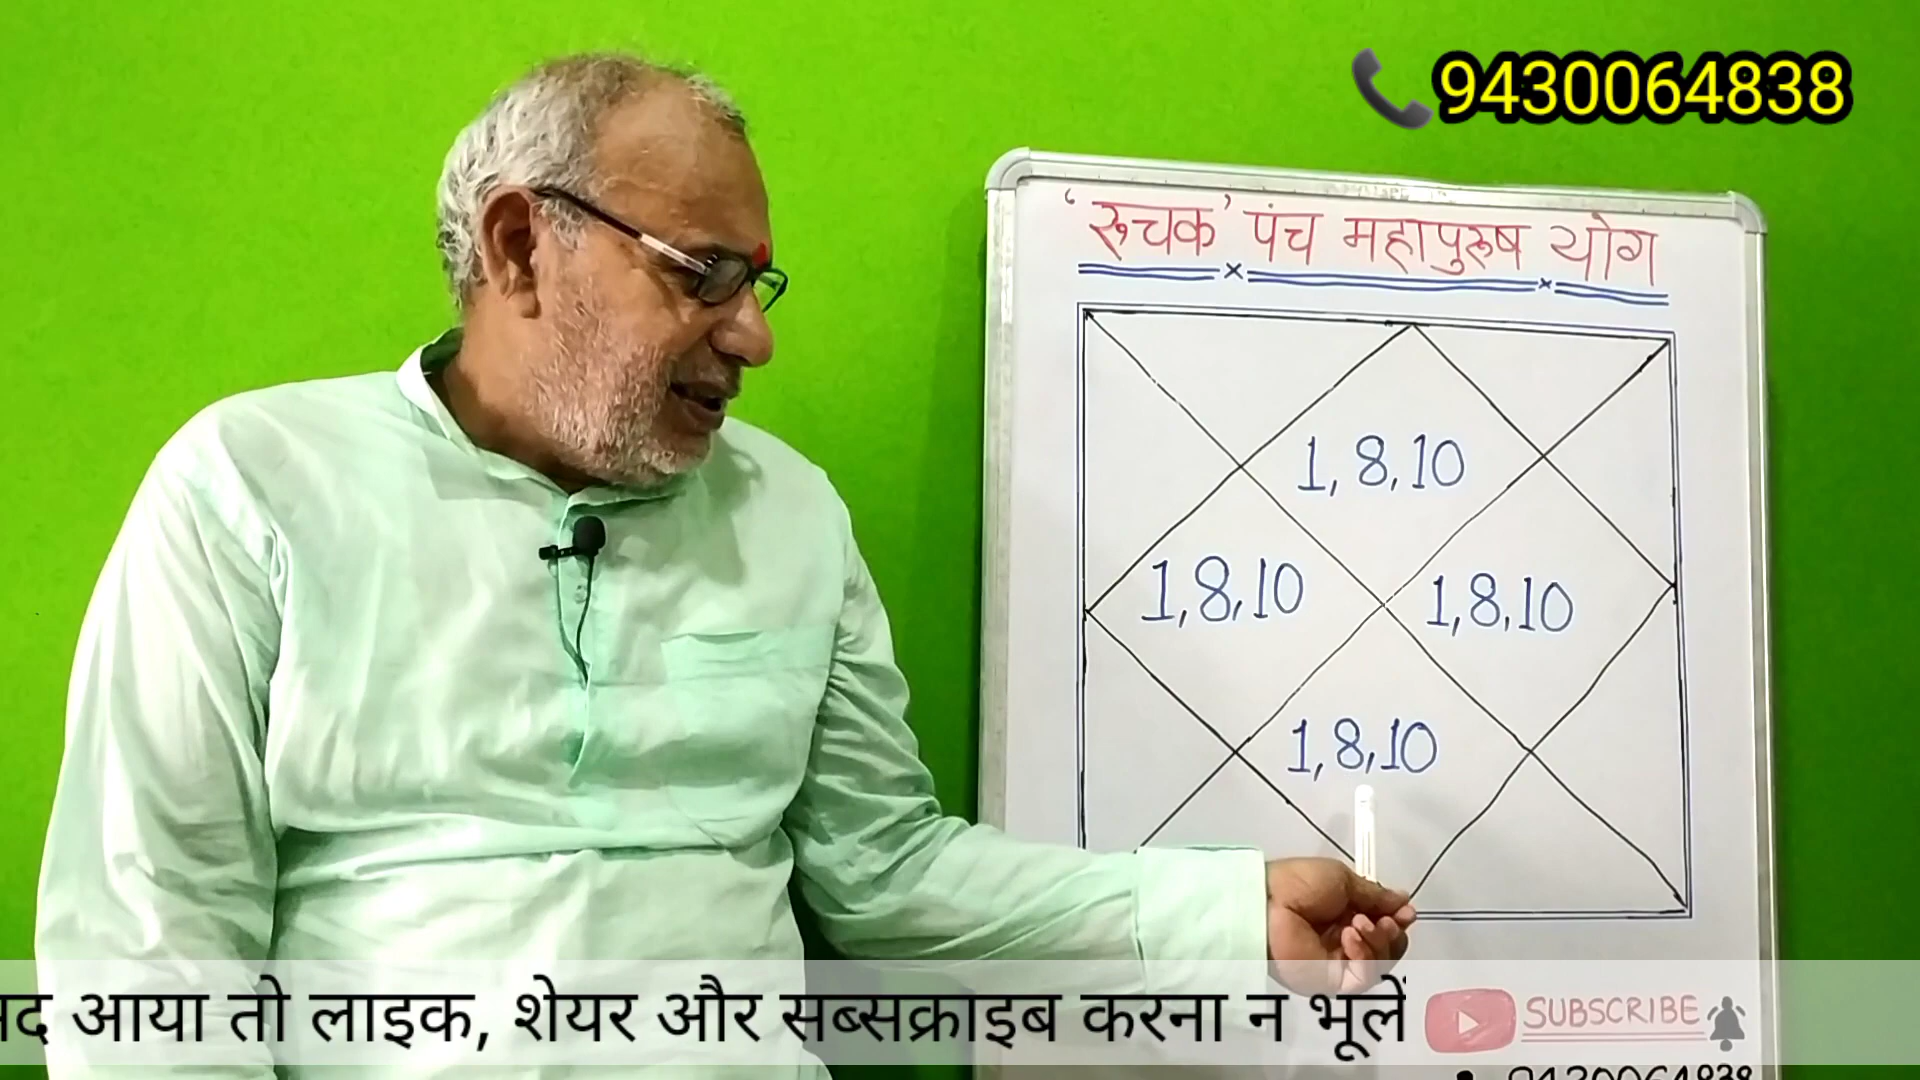 9430064838
'रुचक' पंच महापुरुष योग
1, 8, 10
1, 8, 10
1, 8, 10
1, 8, 10
आया तो लाइक, शेयर और सब्सक्राइब करना न भूलें
SUBSCRIBE
9430064838